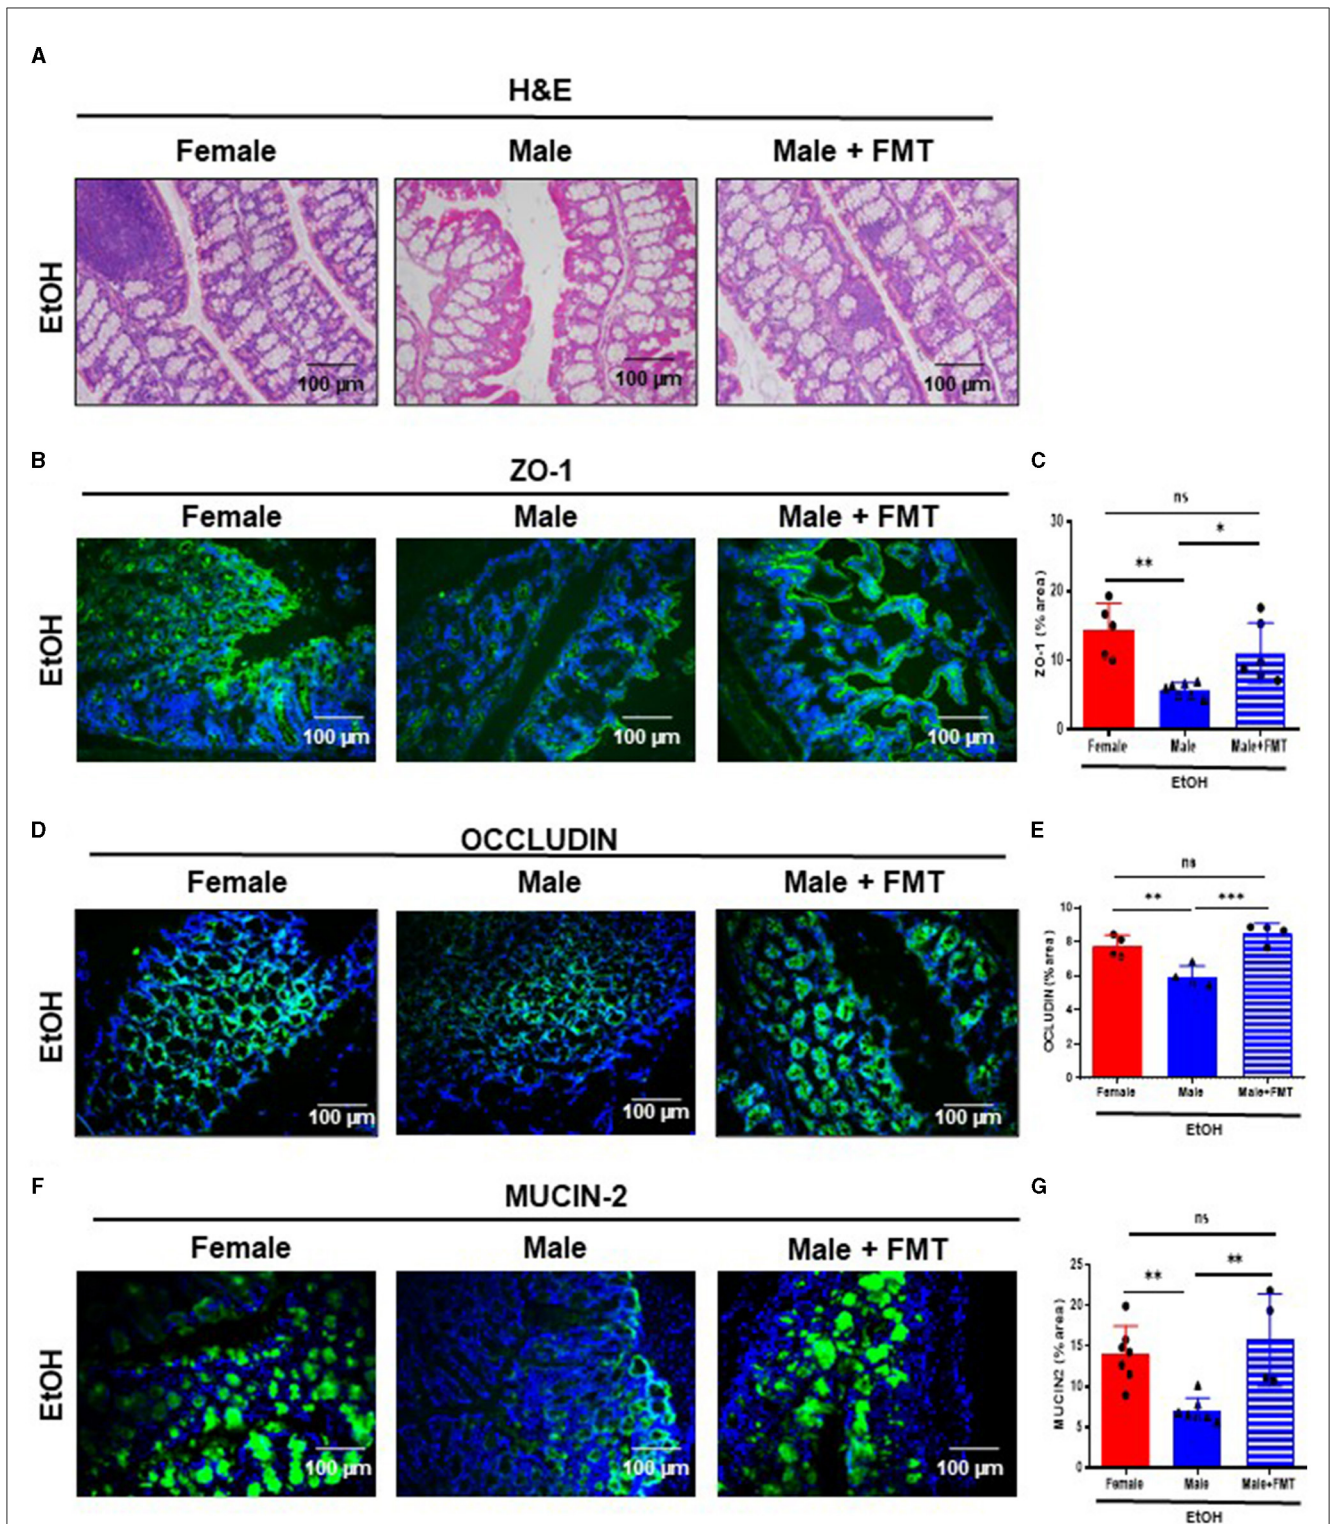 A
H&E
Female Male Male + FMT
EtOH
100 µm 100 µm 100 µm
B
ZO-1
Female Male Male + FMT
EtOH
100 µm 100 µm 100 µm
C
ns
*
**
30
20
10
0
ZO-1 (% area)
Female Male Male+FMT
EtOH
D
OCCLUDIN
Female Male Male + FMT
EtOH
100 µm 100 µm 100 µm
E
ns
** ***
10
8
6
4
2
0
OCLUDIN (% area)
Female Male Male+FMT
EtOH
F
MUCIN-2
Female Male Male + FMT
EtOH
100 µm 100 µm 100 µm
G
ns
**
**
25
20
15
10
5
0
MUCIN2 (% area)
Female Male Male+FMT
EtOH